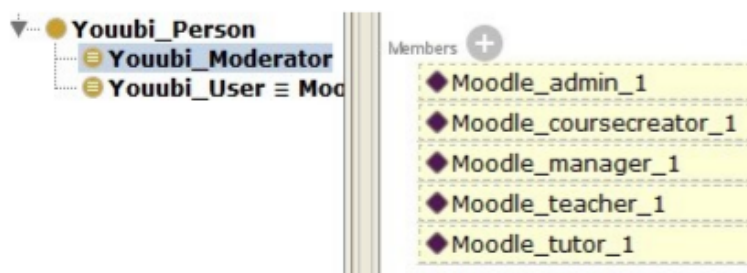 Youubi_Person
Youubi_Moderator
Youubi_User ≡ Moo
Members
Moodle_admin_1
Moodle_coursecreator_1
Moodle_manager_1
Moodle_teacher_1
Moodle_tutor_1